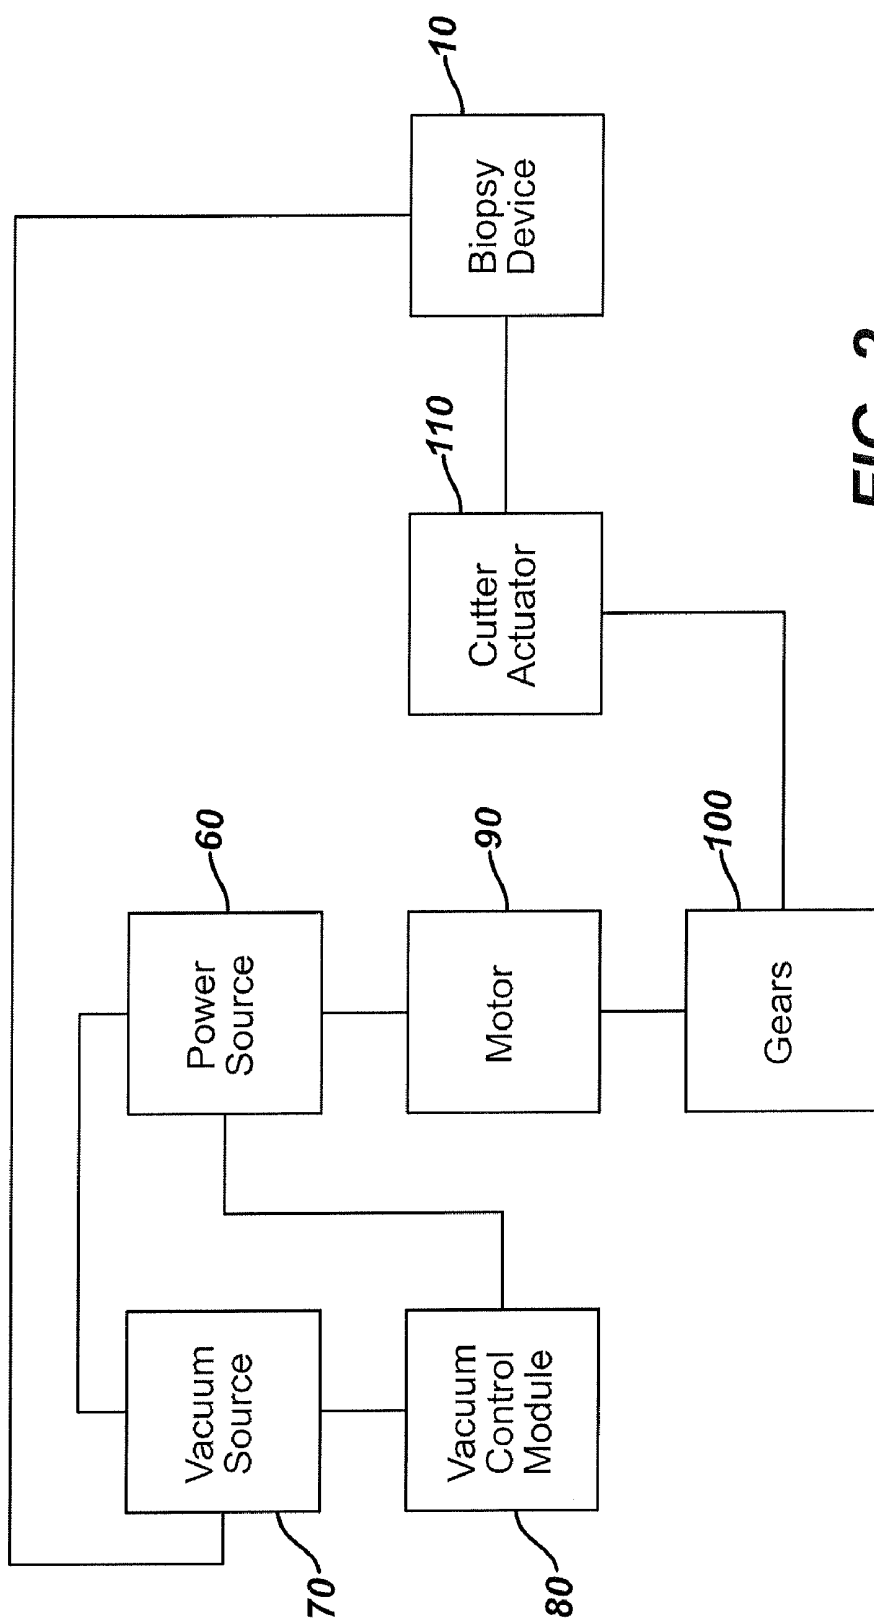 70
Vacuum
Source
60
Power
Source
10
Biopsy
Device
80
Vacuum
Control
Module
90
Motor
110
Cutter
Actuator
100
Gears
FIG. 2